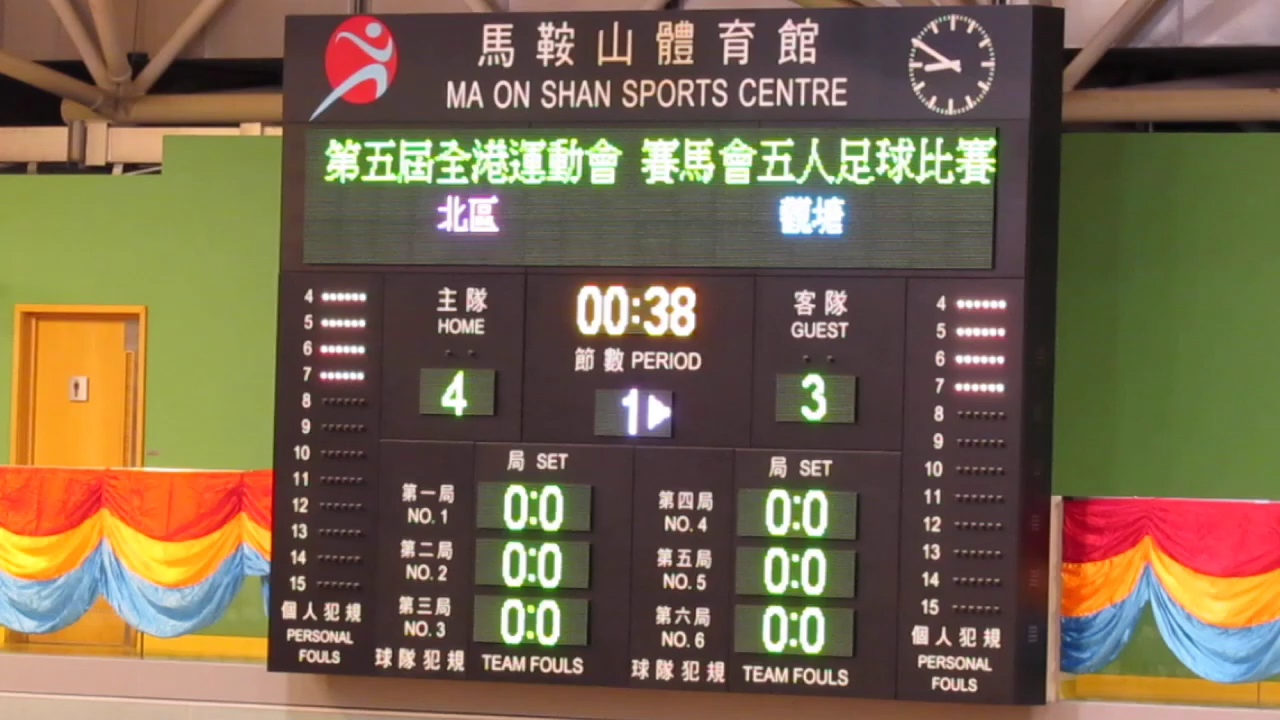 馬鞍山體育館
MA ON SHAN SPORTS CENTRE
第五屆全港運動會 賽馬會五人足球比賽
北區 觀塘
主隊 HOME
00:38
客隊 GUEST
節數 PERIOD
4
1
3
4
5
6
7
8
9
10
11
12
13
14
15
個人犯規
PERSONAL
FOULS
局 SET
第一局 NO. 1 0:0
第二局 NO. 2 0:0
第三局 NO. 3 0:0
球隊犯規 TEAM FOULS
局 SET
第四局 NO. 4 0:0
第五局 NO. 5 0:0
第六局 NO. 6 0:0
球隊犯規 TEAM FOULS
4
5
6
7
8
9
10
11
12
13
14
15
個人犯規
PERSONAL
FOULS